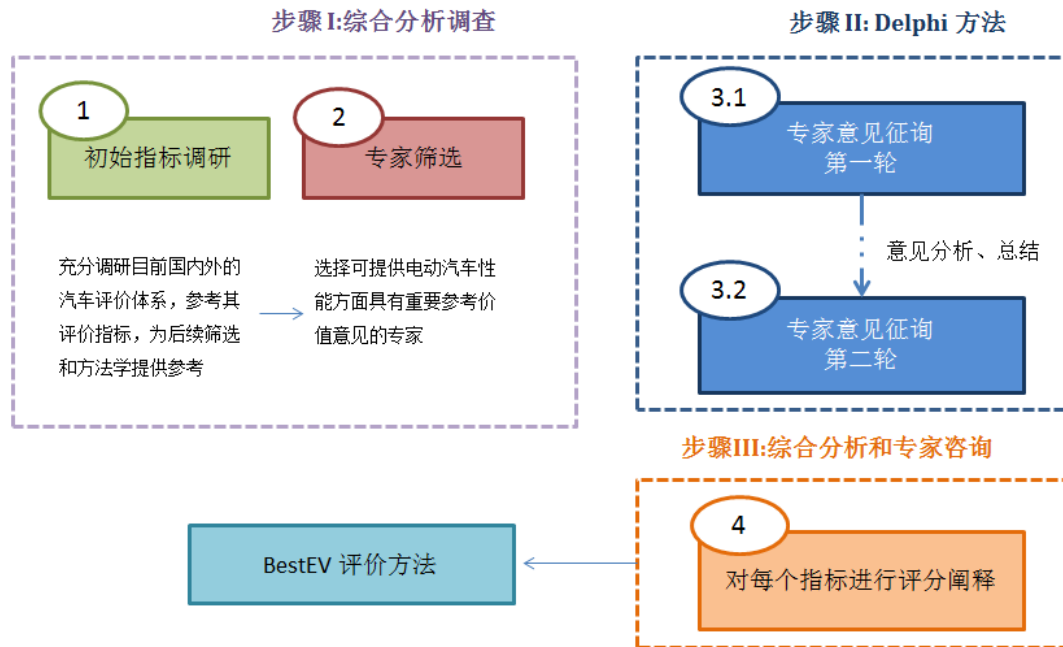 步骤 I:综合分析调查
1
初始指标调研
2
专家筛选
充分调研目前国内外的
汽车评价体系，参考其
评价指标，为后续筛选
和方法学提供参考
选择可提供电动汽车性
能方面具有重要参考价
值意见的专家
步骤 II: Delphi 方法
3.1
专家意见征询
第一轮
意见分析、总结
3.2
专家意见征询
第二轮
步骤III:综合分析和专家咨询
4
对每个指标进行评分阐释
BestEV 评价方法